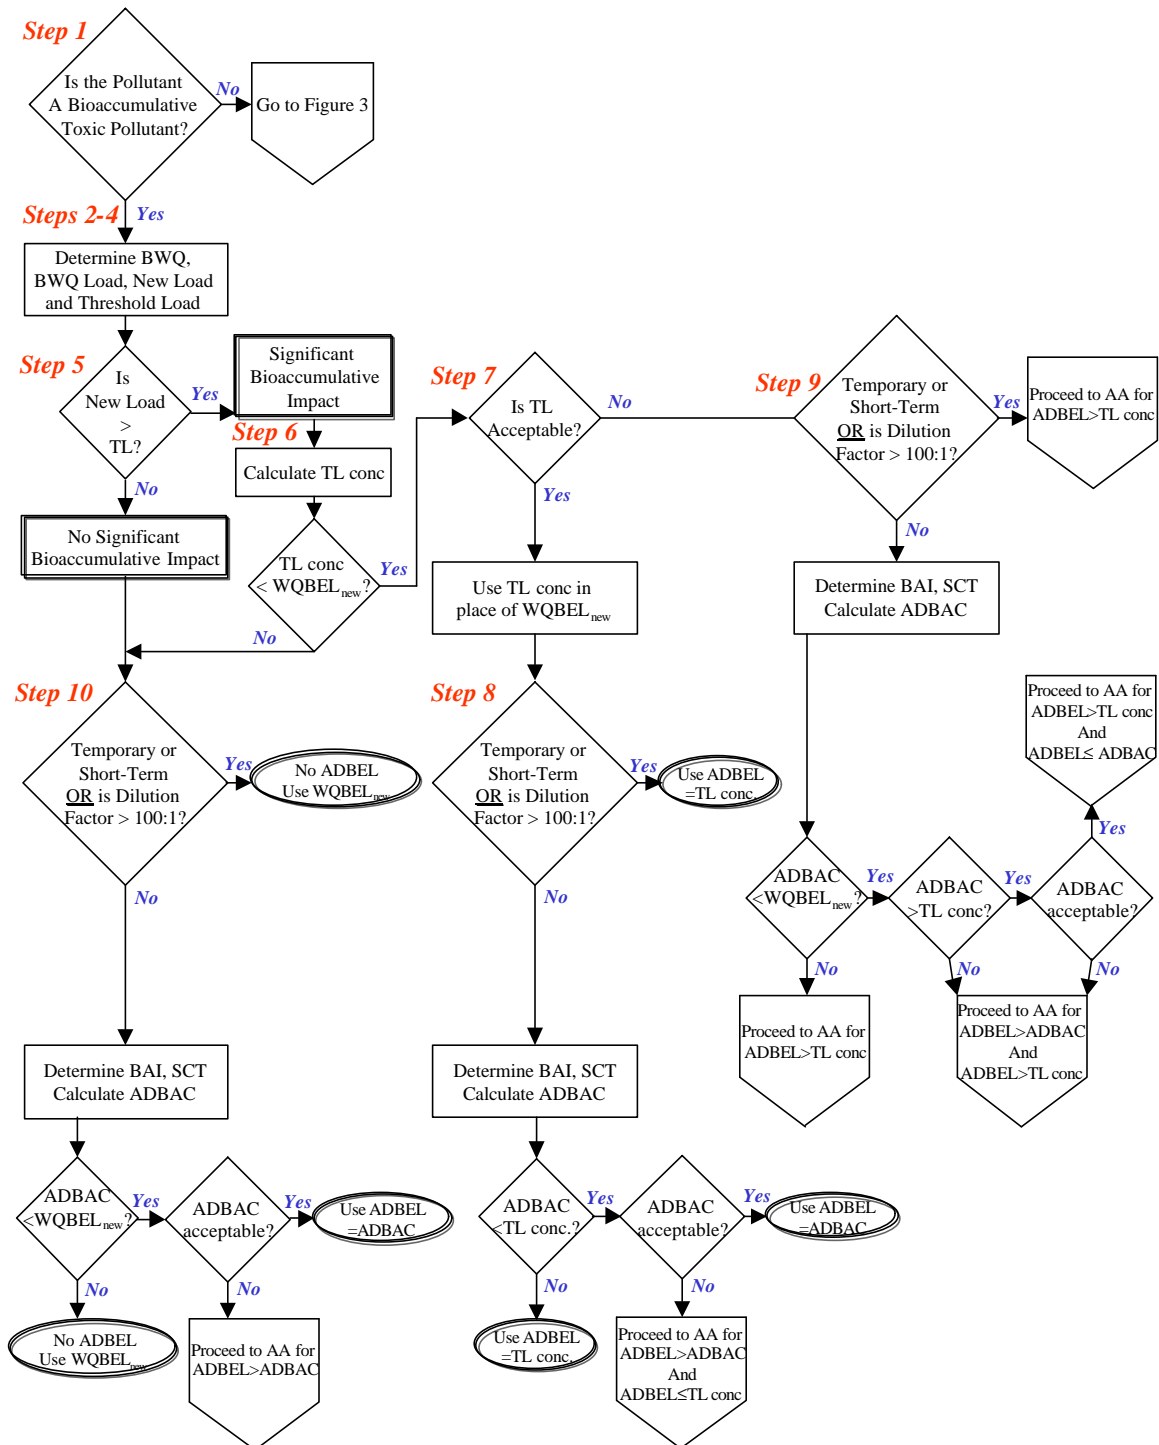 Step 1
Is the Pollutant
A Bioaccumulative
Toxic Pollutant?
No
Go to Figure 3
Steps 2-4
Yes
Determine BWQ,
BWQ Load, New Load
and Threshold Load
Step 5
Is
New Load
>
TL?
Yes
Significant
Bioaccumulative
Impact
No
No Significant
Bioaccumulative Impact
Step 6
Calculate TL conc
TL conc
< WQBELnew?
Yes
No
Step 7
Is TL
Acceptable?
No
Yes
Use TL conc in
place of WQBELnew
Step 9
Temporary or
Short-Term
OR is Dilution
Factor > 100:1?
Yes
Proceed to AA for
ADBEL>TL conc
No
Determine BAI, SCT
Calculate ADBAC
ADBAC
<WQBELnew?
Yes
ADBAC
>TL conc?
Yes
ADBAC
acceptable?
Yes
Proceed to AA for
ADBEL>TL conc
And
ADBEL≤ ADBAC
No
Proceed to AA for
ADBEL>TL conc
No
No
Proceed to AA for
ADBEL>ADBAC
And
ADBEL>TL conc
Step 10
Temporary or
Short-Term
OR is Dilution
Factor > 100:1?
Yes
No ADBEL
Use WQBELnew
No
Determine BAI, SCT
Calculate ADBAC
ADBAC
<WQBELnew?
Yes
ADBAC
acceptable?
Yes
Use ADBEL
=ADBAC
No
No ADBEL
Use WQBELnew
No
Proceed to AA for
ADBEL>ADBAC
Step 8
Temporary or
Short-Term
OR is Dilution
Factor > 100:1?
Yes
Use ADBEL
=TL conc.
No
Determine BAI, SCT
Calculate ADBAC
ADBAC
<TL conc.?
Yes
ADBAC
acceptable?
Yes
Use ADBEL
=ADBAC
No
Use ADBEL
=TL conc.
No
Proceed to AA for
ADBEL>ADBAC
And
ADBEL≤TL conc